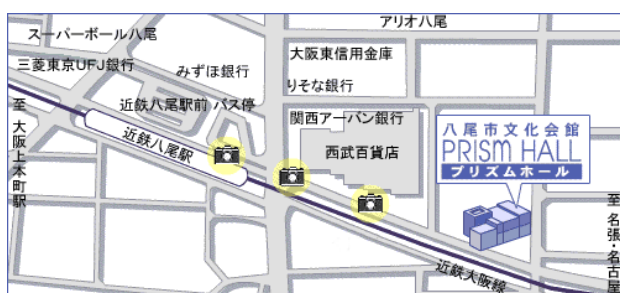 アリオ八尾
スーパーボール八尾
大阪東信用金庫
三菱東京UFJ銀行
みずほ銀行
りそな銀行
近鉄八尾駅前 バス停
関西アーバン銀行
至 大阪上本町駅
近鉄八尾駅
西武百貨店
八尾市文化会館
PRISM HALL
プリズムホール
至 名張・名古屋
近鉄大阪線